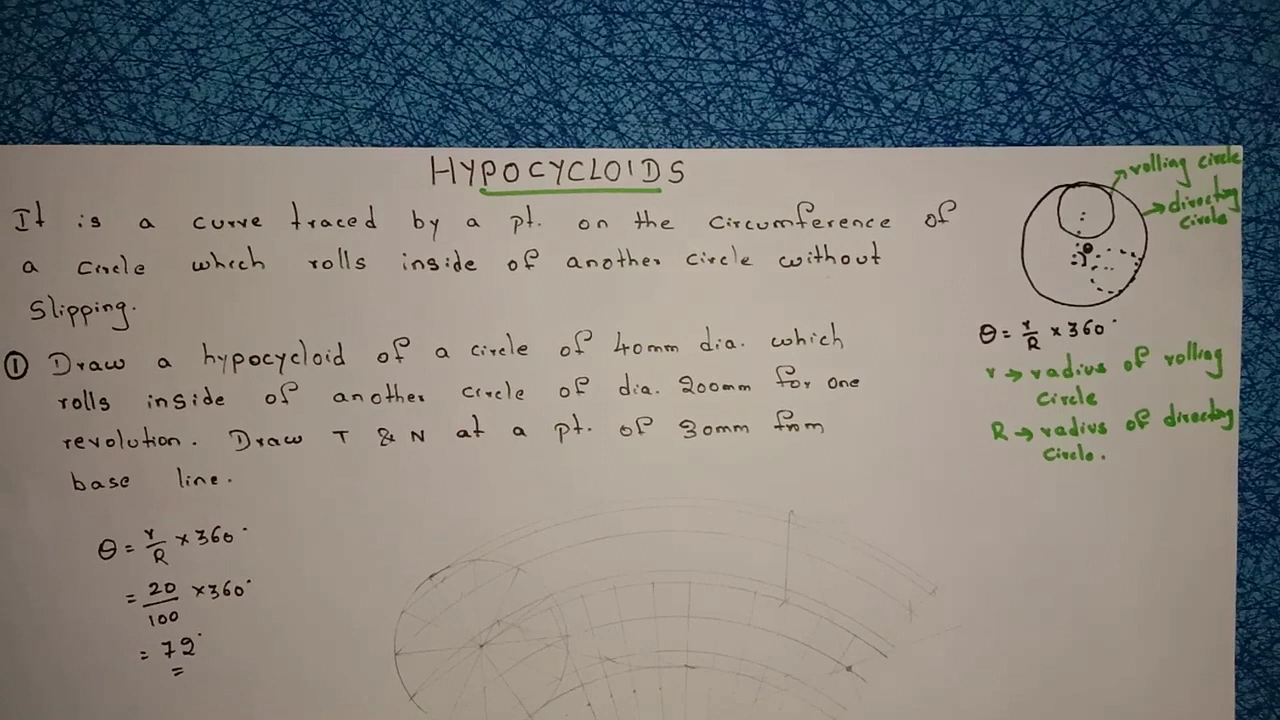 HYPOCYCLOIDS
It is a curve traced by a pt. on the circumference of
a circle which rolls inside of another circle without
slipping.
① Draw a hypocycloid of a circle of 40mm dia. which
rolls inside of another circle of dia. 200mm for one
revolution. Draw T & N at a pt. of 30mm from
base line.
θ = r/R × 360°
= 20/100 × 360°
= 72°
rolling circle
directing
circle
θ = r/R × 360°
r → radius of rolling
circle
R → radius of directing
circle.